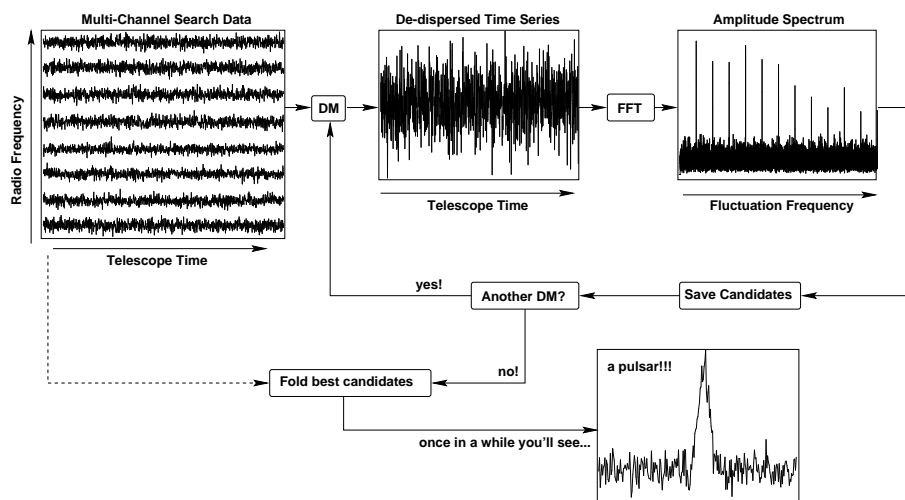 Multi-Channel Search Data
De-dispersed Time Series
Amplitude Spectrum
Radio Frequency
DM
FFT
Telescope Time
Telescope Time
Fluctuation Frequency
yes!
Another DM?
Save Candidates
no!
Fold best candidates
a pulsar!!!
once in a while you'll see...